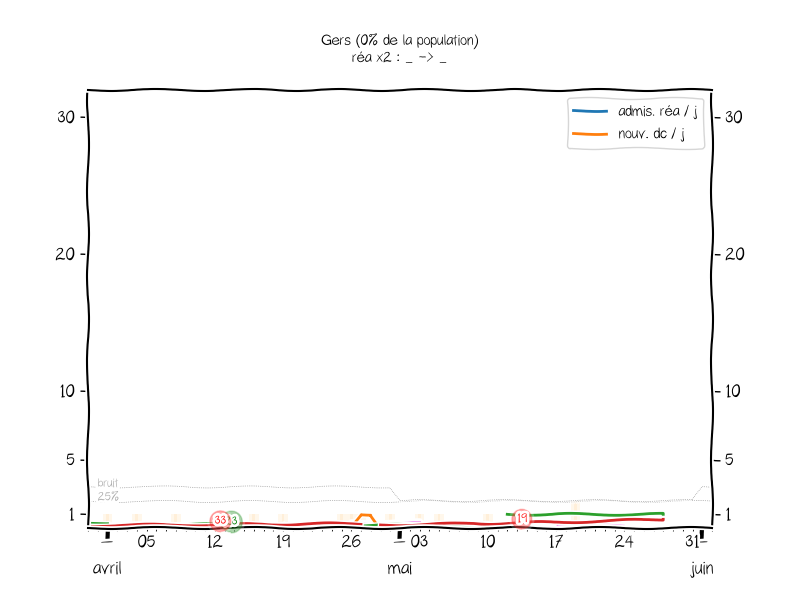 Gers (0% de la population)
réa x2 : _ -> _
admis. réa / j
nouv. dc / j
30
30
20
20
10
10
5
5
bruit
25%
1
1
33
3
19
05
12
19
26
03
10
17
24
31
avril
mai
juin